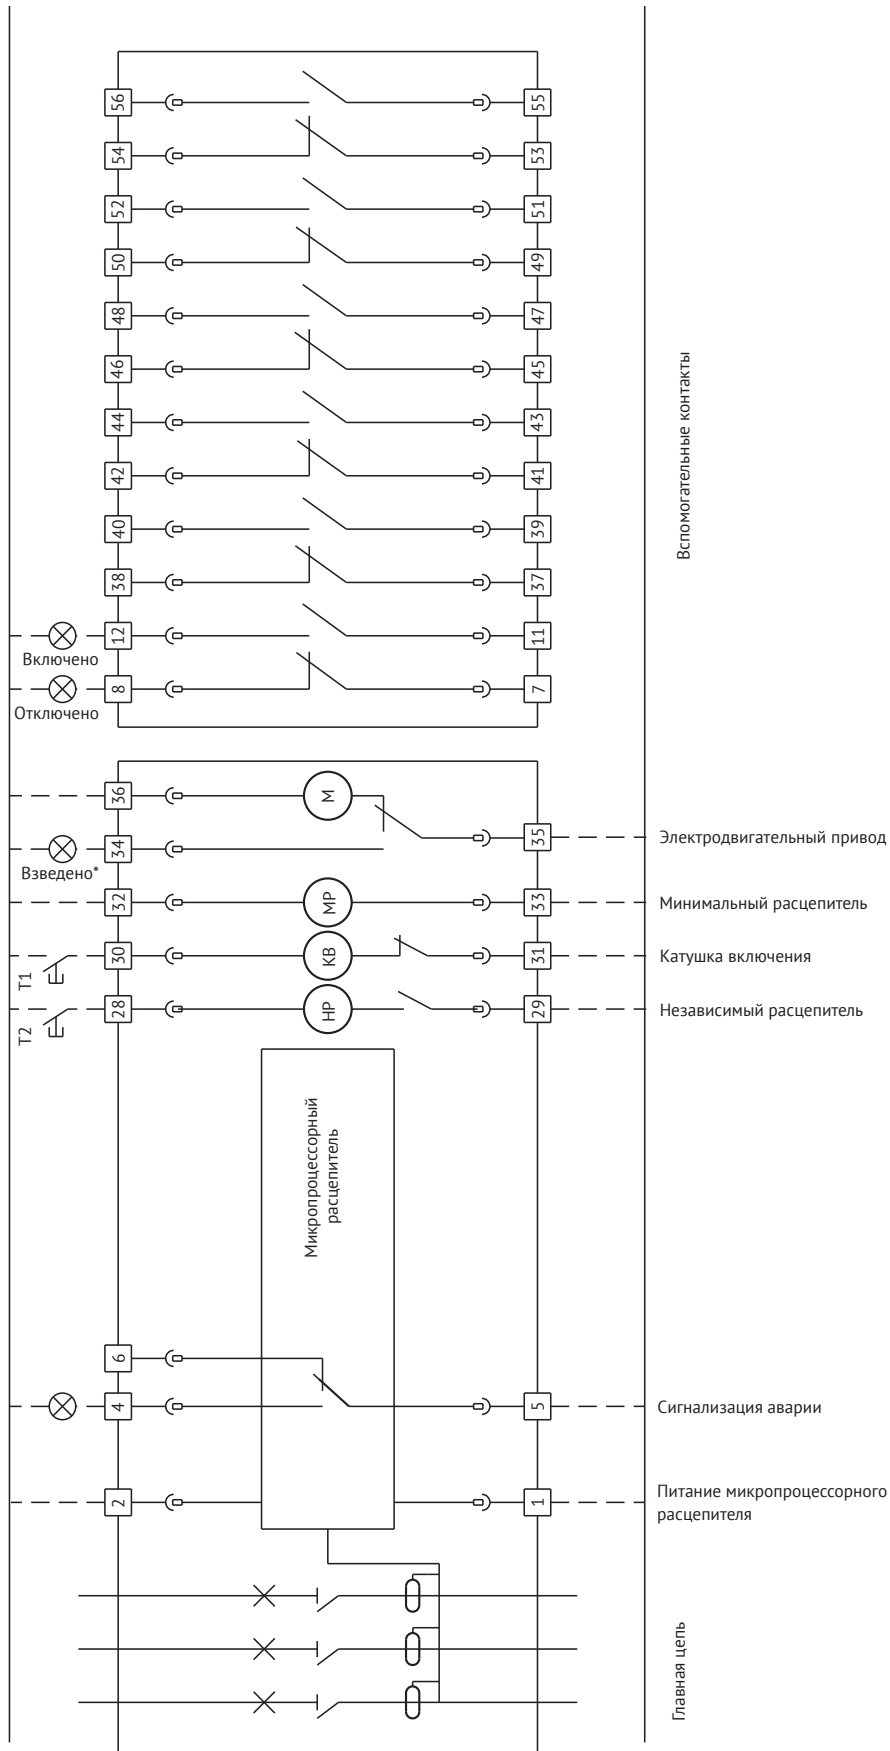 56 55
54 53
52 51
50 49
48 47
46 45
44 43
42 41
40 39
38 37
12 11
Включено
8 7
Отключено
Вспомогательные контакты
36 М
35 Электродвигательный привод
34
Взведено*
32 МР 33 Минимальный расцепитель
Т1 30 КВ 31 Катушка включения
Т2 28 НР 29 Независимый расцепитель
Микропроцессорный
расцепитель
6
4 5 Сигнализация аварии
2 1 Питание микропроцессорного
расцепителя
Главная цепь